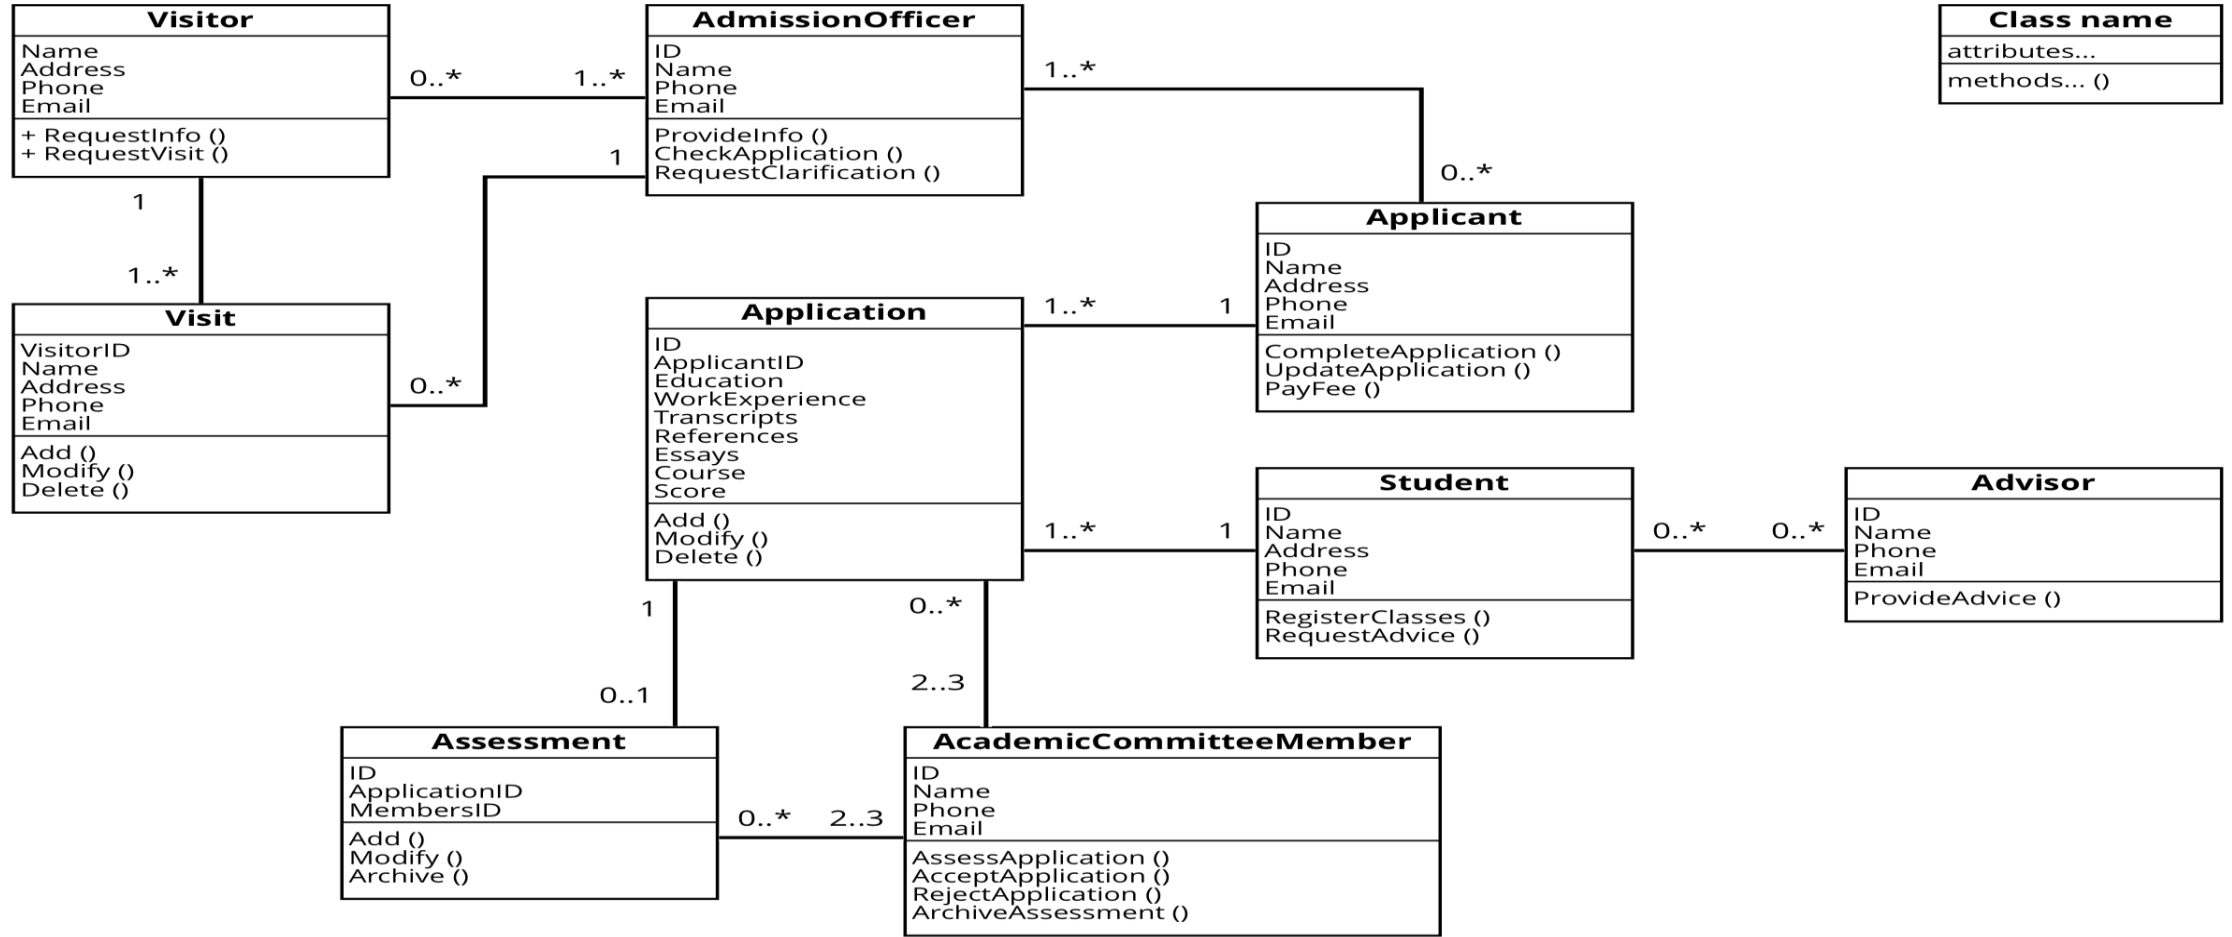 Visitor
Name
Address
Phone
Email
+ RequestInfo ()
+ RequestVisit ()
0..*
1..*
AdmissionOfficer
ID
Name
Phone
Email
ProvideInfo ()
CheckApplication ()
RequestClarification ()
1..*
0..*
Class name
attributes...
methods... ()
1
1..*
1
0..*
Visit
VisitorID
Name
Address
Phone
Email
Add ()
Modify ()
Delete ()
Application
ID
ApplicantID
Education
WorkExperience
Transcripts
References
Essays
Course
Score
Add ()
Modify ()
Delete ()
1..*
1
Applicant
ID
Name
Address
Phone
Email
CompleteApplication ()
UpdateApplication ()
PayFee ()
1..*
1
Student
ID
Name
Address
Phone
Email
RegisterClasses ()
RequestAdvice ()
0..*
0..*
Advisor
ID
Name
Phone
Email
ProvideAdvice ()
1
0..1
0..*
2..3
Assessment
ID
ApplicationID
MembersID
Add ()
Modify ()
Archive ()
0..*
2..3
AcademicCommitteeMember
ID
Name
Phone
Email
AssessApplication ()
AcceptApplication ()
RejectApplication ()
ArchiveAssessment ()